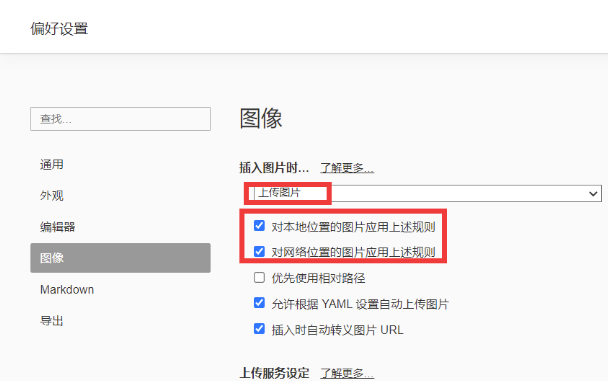 偏好设置
查找...
通用
外观
编辑器
图像
Markdown
导出
图像
插入图片时... 了解更多...
上传图片
对本地位置的图片应用上述规则
对网络位置的图片应用上述规则
优先使用相对路径
允许根据 YAML 设置自动上传图片
插入时自动转义图片 URL
上传服务设定 了解更多...